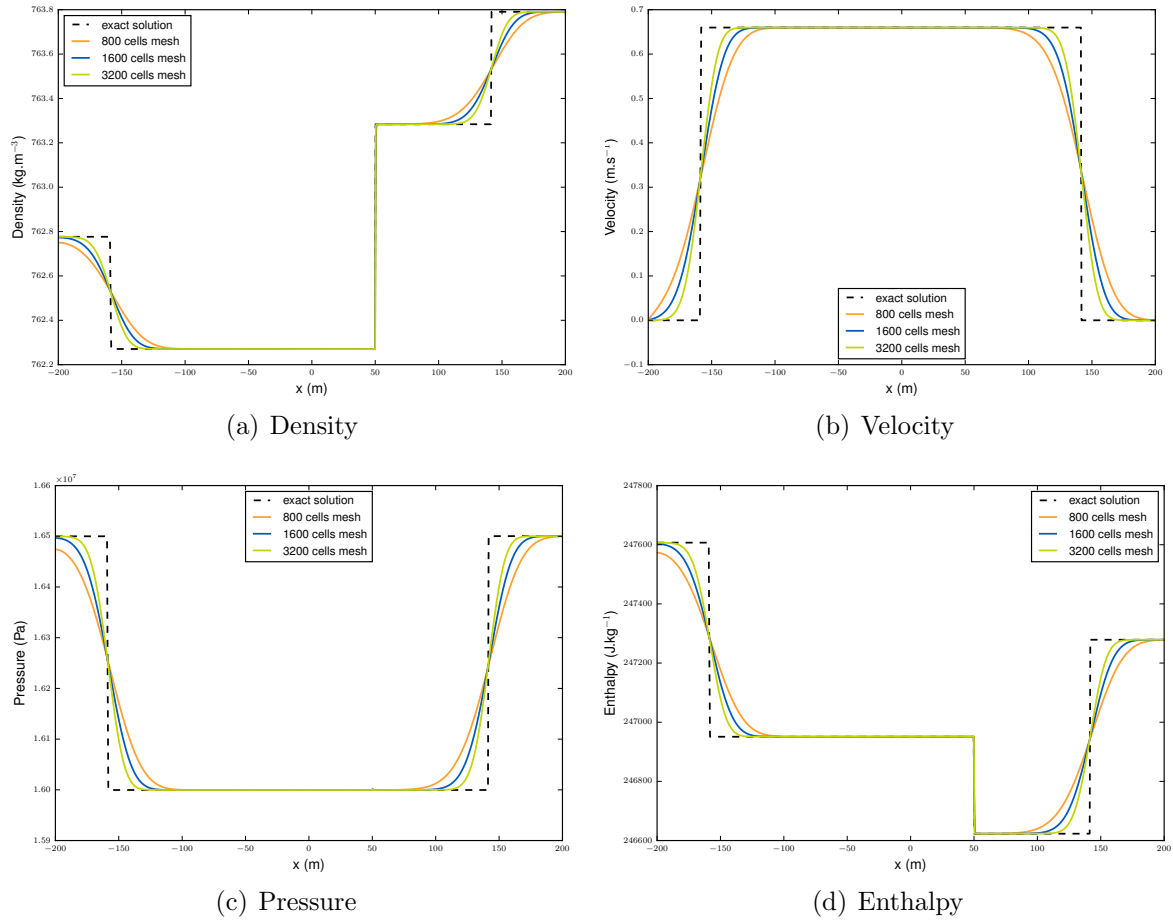 763.8
763.6
763.4
763.2
763.0
762.8
762.6
762.4
762.2
Density (kg.m⁻³)
exact solution
800 cells mesh
1600 cells mesh
3200 cells mesh
−200 −150 −100 −50 0 50 100 150 200
x (m)
(a) Density
0.7
0.6
0.5
0.4
0.3
0.2
0.1
0.0
−0.1
Velocity (m.s⁻¹)
exact solution
800 cells mesh
1600 cells mesh
3200 cells mesh
−200 −150 −100 −50 0 50 100 150 200
x (m)
(b) Velocity
×10⁷
1.66
1.65
1.64
1.63
1.62
1.61
1.60
1.59
Pressure (Pa)
exact solution
800 cells mesh
1600 cells mesh
3200 cells mesh
−200 −150 −100 −50 0 50 100 150 200
x (m)
(c) Pressure
247800
247600
247400
247200
247000
246800
246600
Enthalpy (J.kg⁻¹)
exact solution
800 cells mesh
1600 cells mesh
3200 cells mesh
−200 −150 −100 −50 0 50 100 150 200
x (m)
(d) Enthalpy